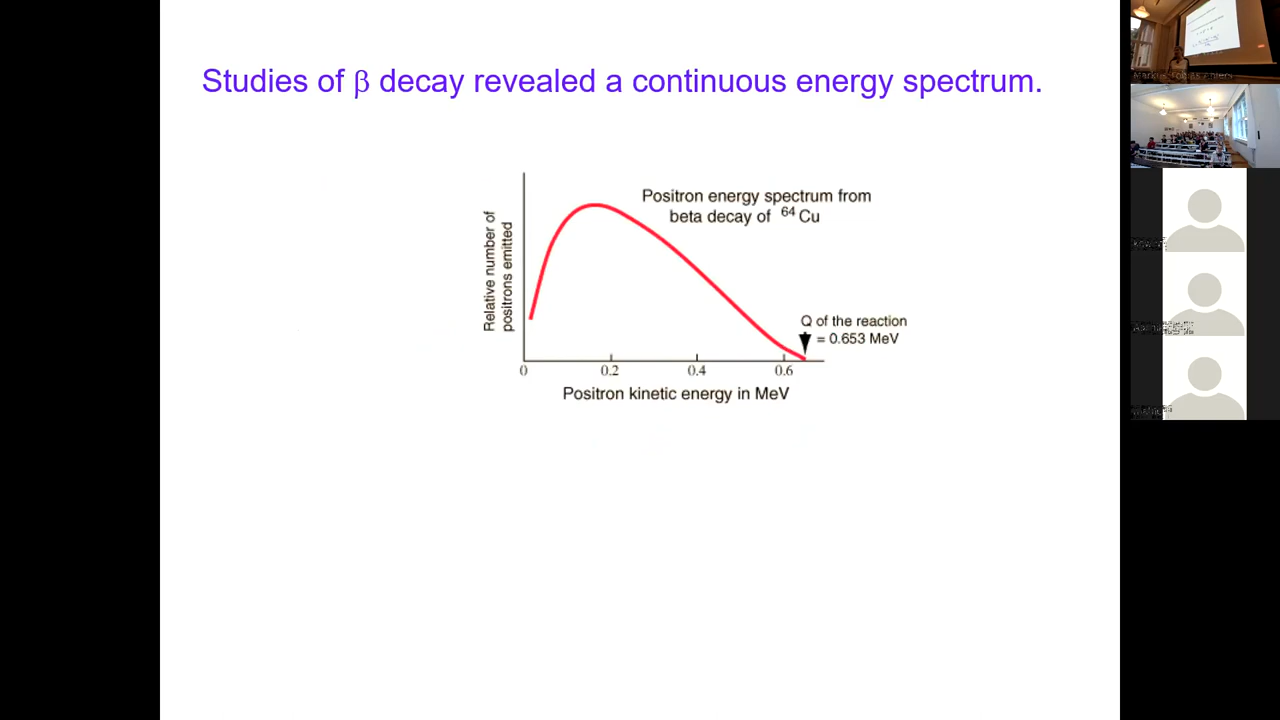 Studies of β decay revealed a continuous energy spectrum.
Positron energy spectrum from
beta decay of ⁶⁴Cu
Relative number of
positrons emitted
Q of the reaction
= 0.653 MeV
0 0.2 0.4 0.6
Positron kinetic energy in MeV